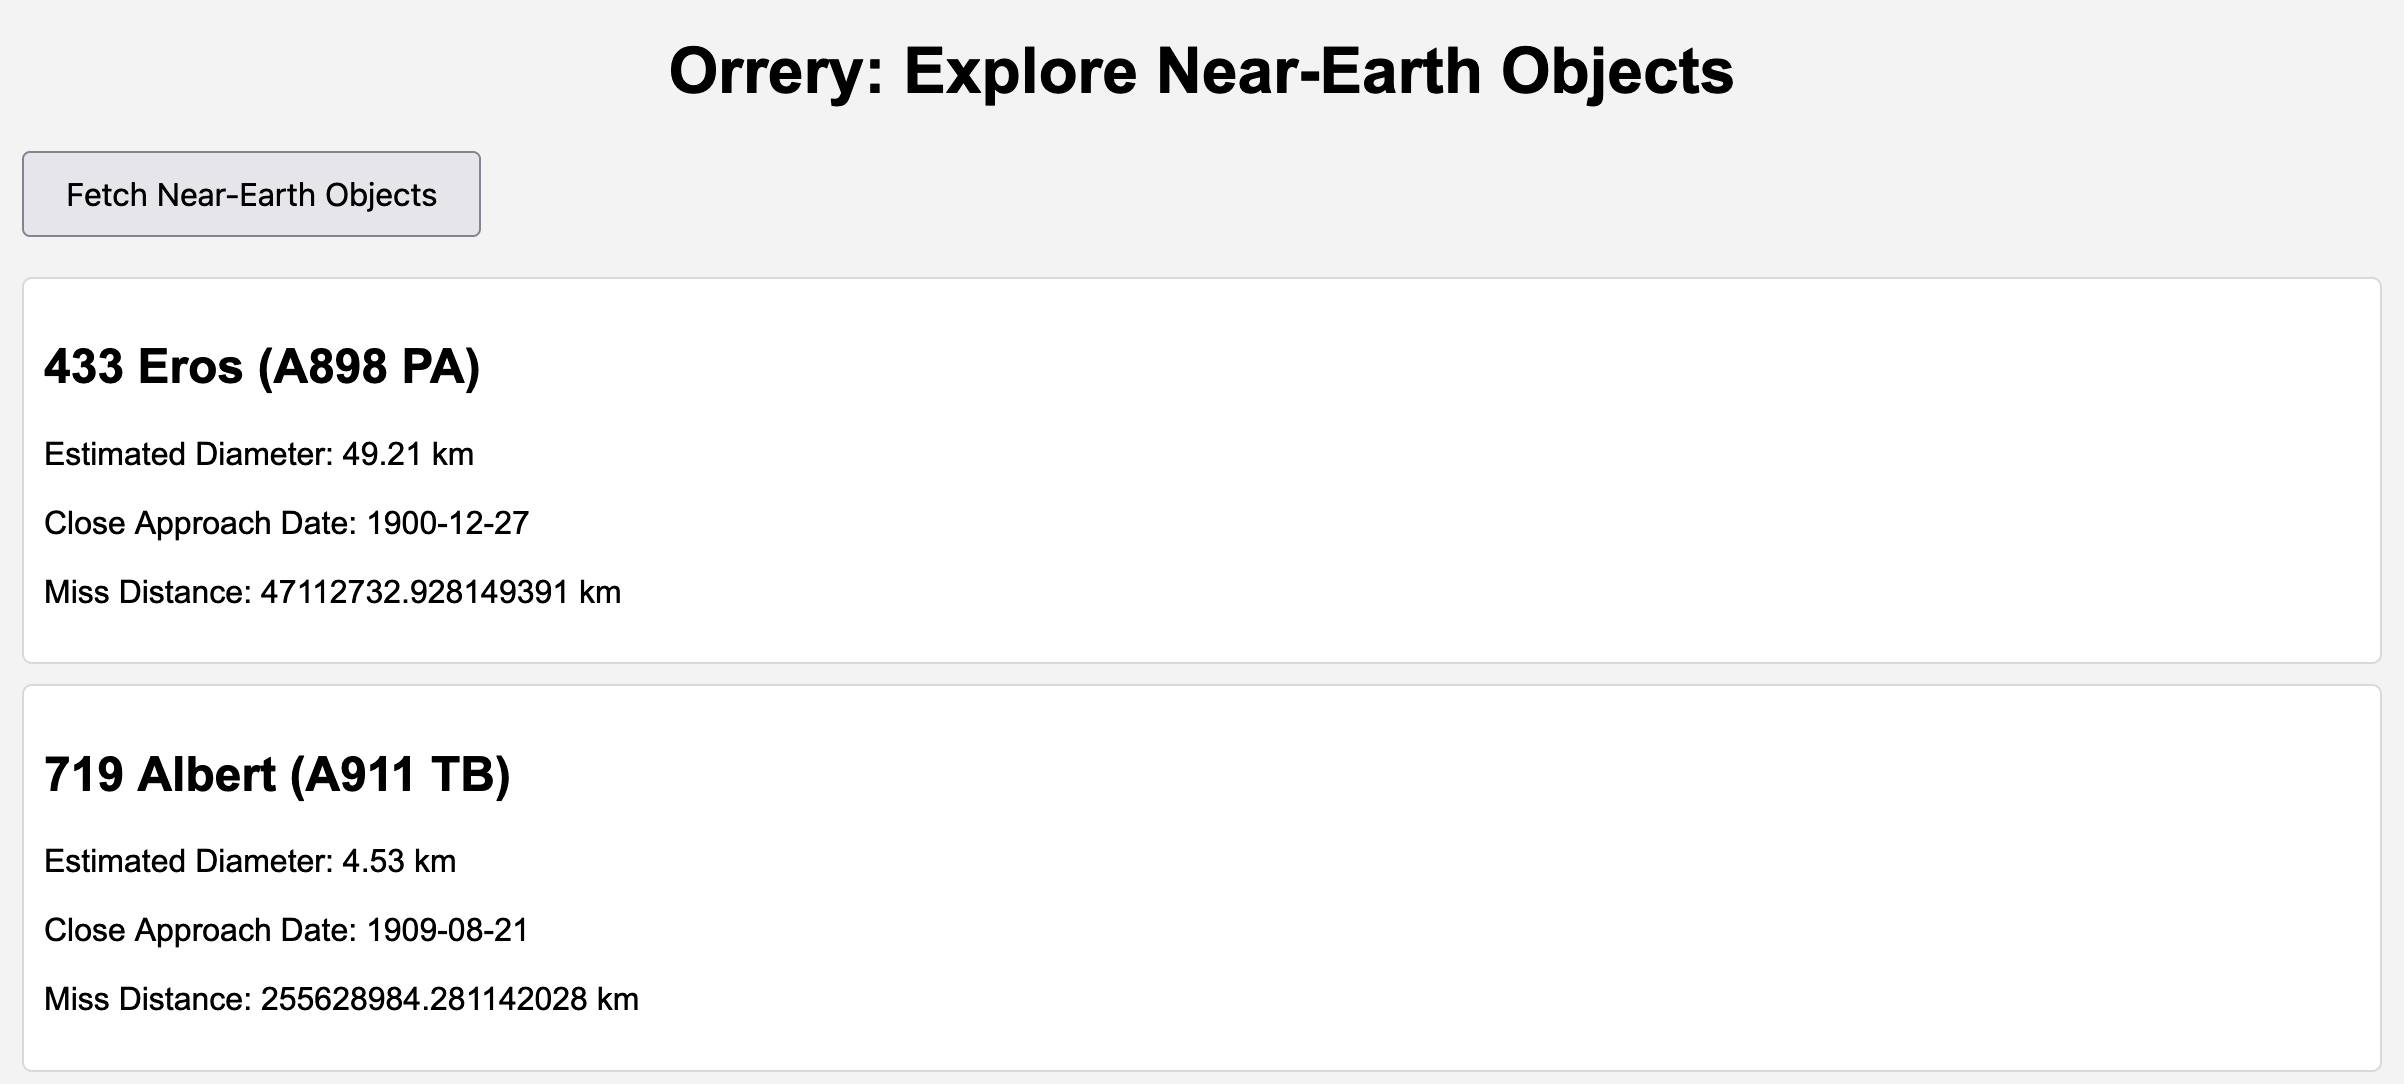 Orrery: Explore Near-Earth Objects
Fetch Near-Earth Objects
433 Eros (A898 PA)
Estimated Diameter: 49.21 km
Close Approach Date: 1900-12-27
Miss Distance: 47112732.928149391 km
719 Albert (A911 TB)
Estimated Diameter: 4.53 km
Close Approach Date: 1909-08-21
Miss Distance: 255628984.281142028 km